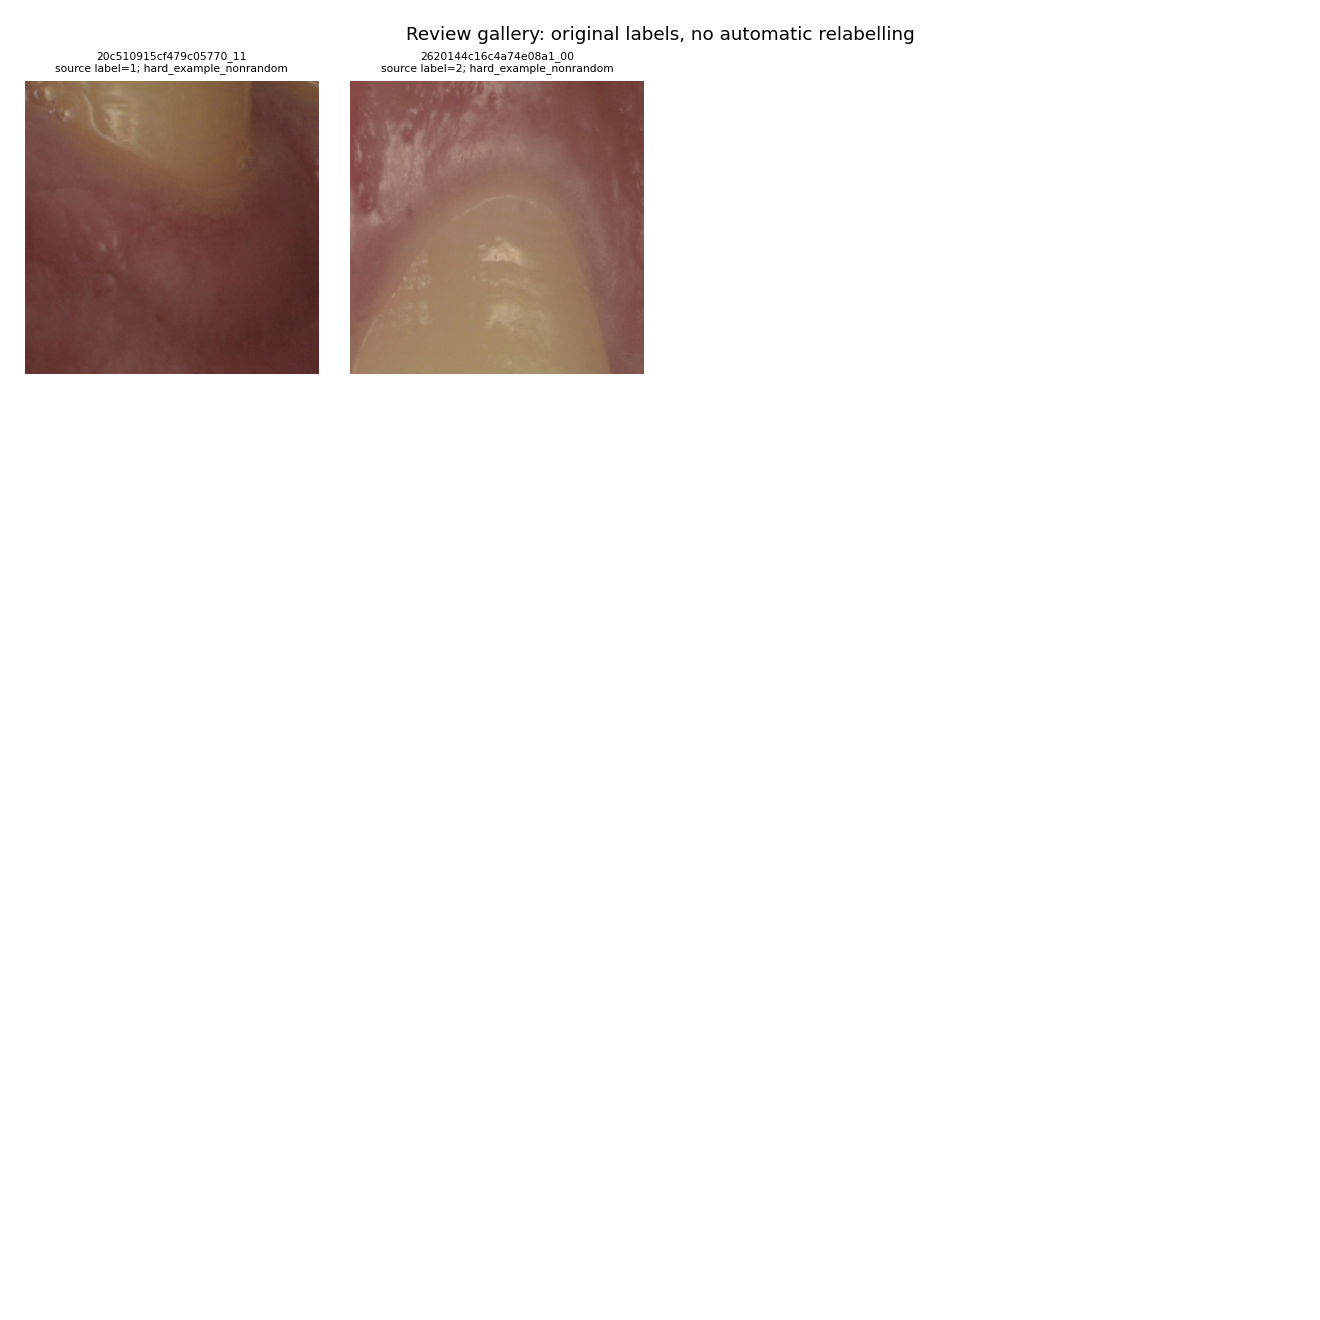 Review gallery: original labels, no automatic relabelling
20c510915cf479c05770_11
source label=1; hard_example_nonrandom
2620144c16c4a74e08a1_00
source label=2; hard_example_nonrandom